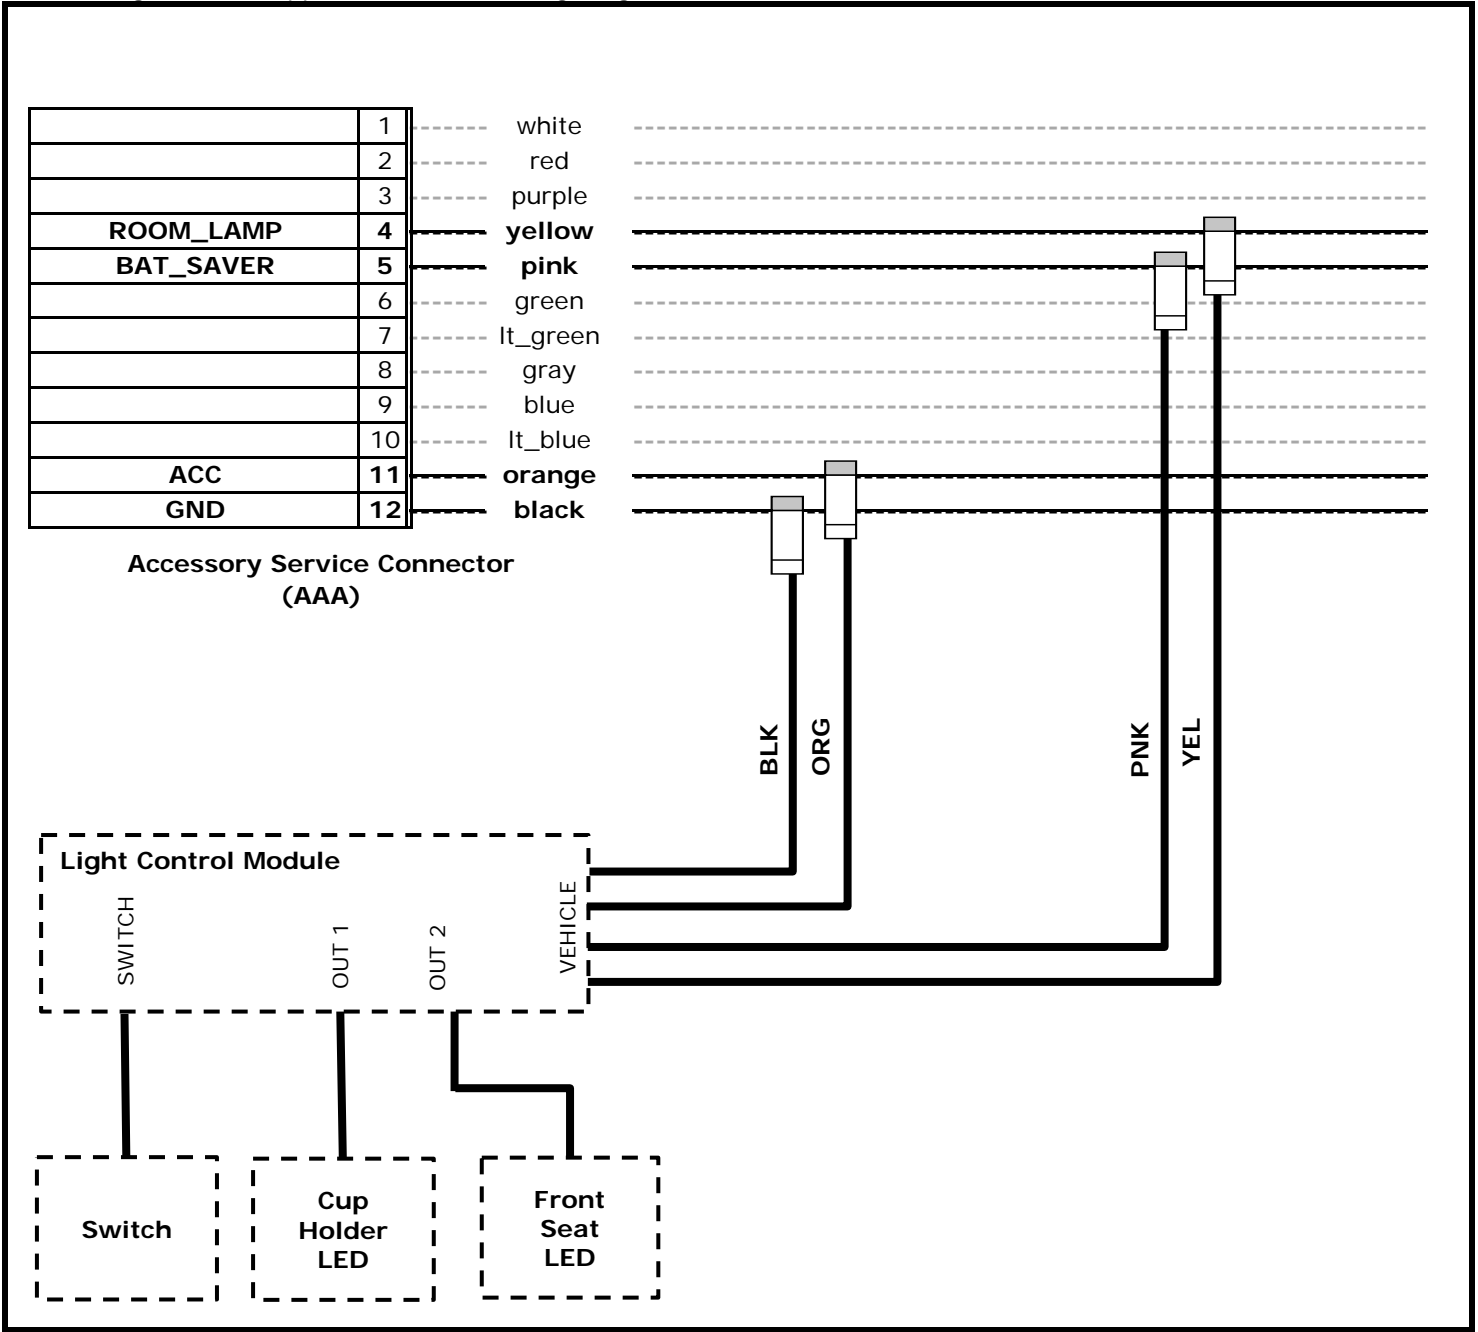 1 white
2 red
3 purple
ROOM_LAMP 4 yellow
BAT_SAVER 5 pink
6 green
7 lt_green
8 gray
9 blue
10 lt_blue
ACC 11 orange
GND 12 black
Accessory Service Connector
(AAA)
BLK
ORG
PNK
YEL
Light Control Module
SWITCH
OUT 1
OUT 2
VEHICLE
Switch
Cup
Holder
LED
Front
Seat
LED